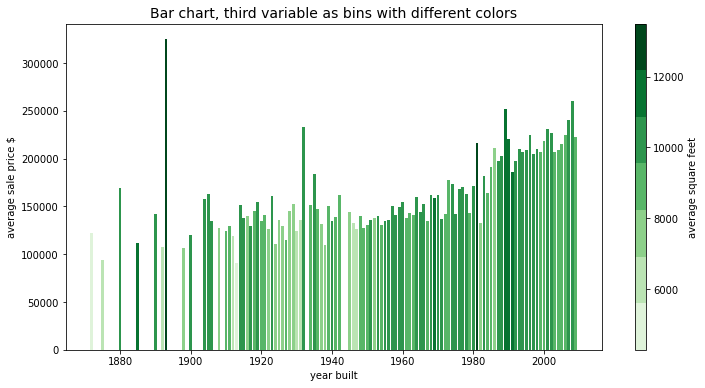 Bar chart, third variable as bins with different colors
average sale price $
300000
250000
200000
150000
100000
50000
0
1880 1900 1920 1940 1960 1980 2000
year built
12000
10000
8000
6000
average square feet